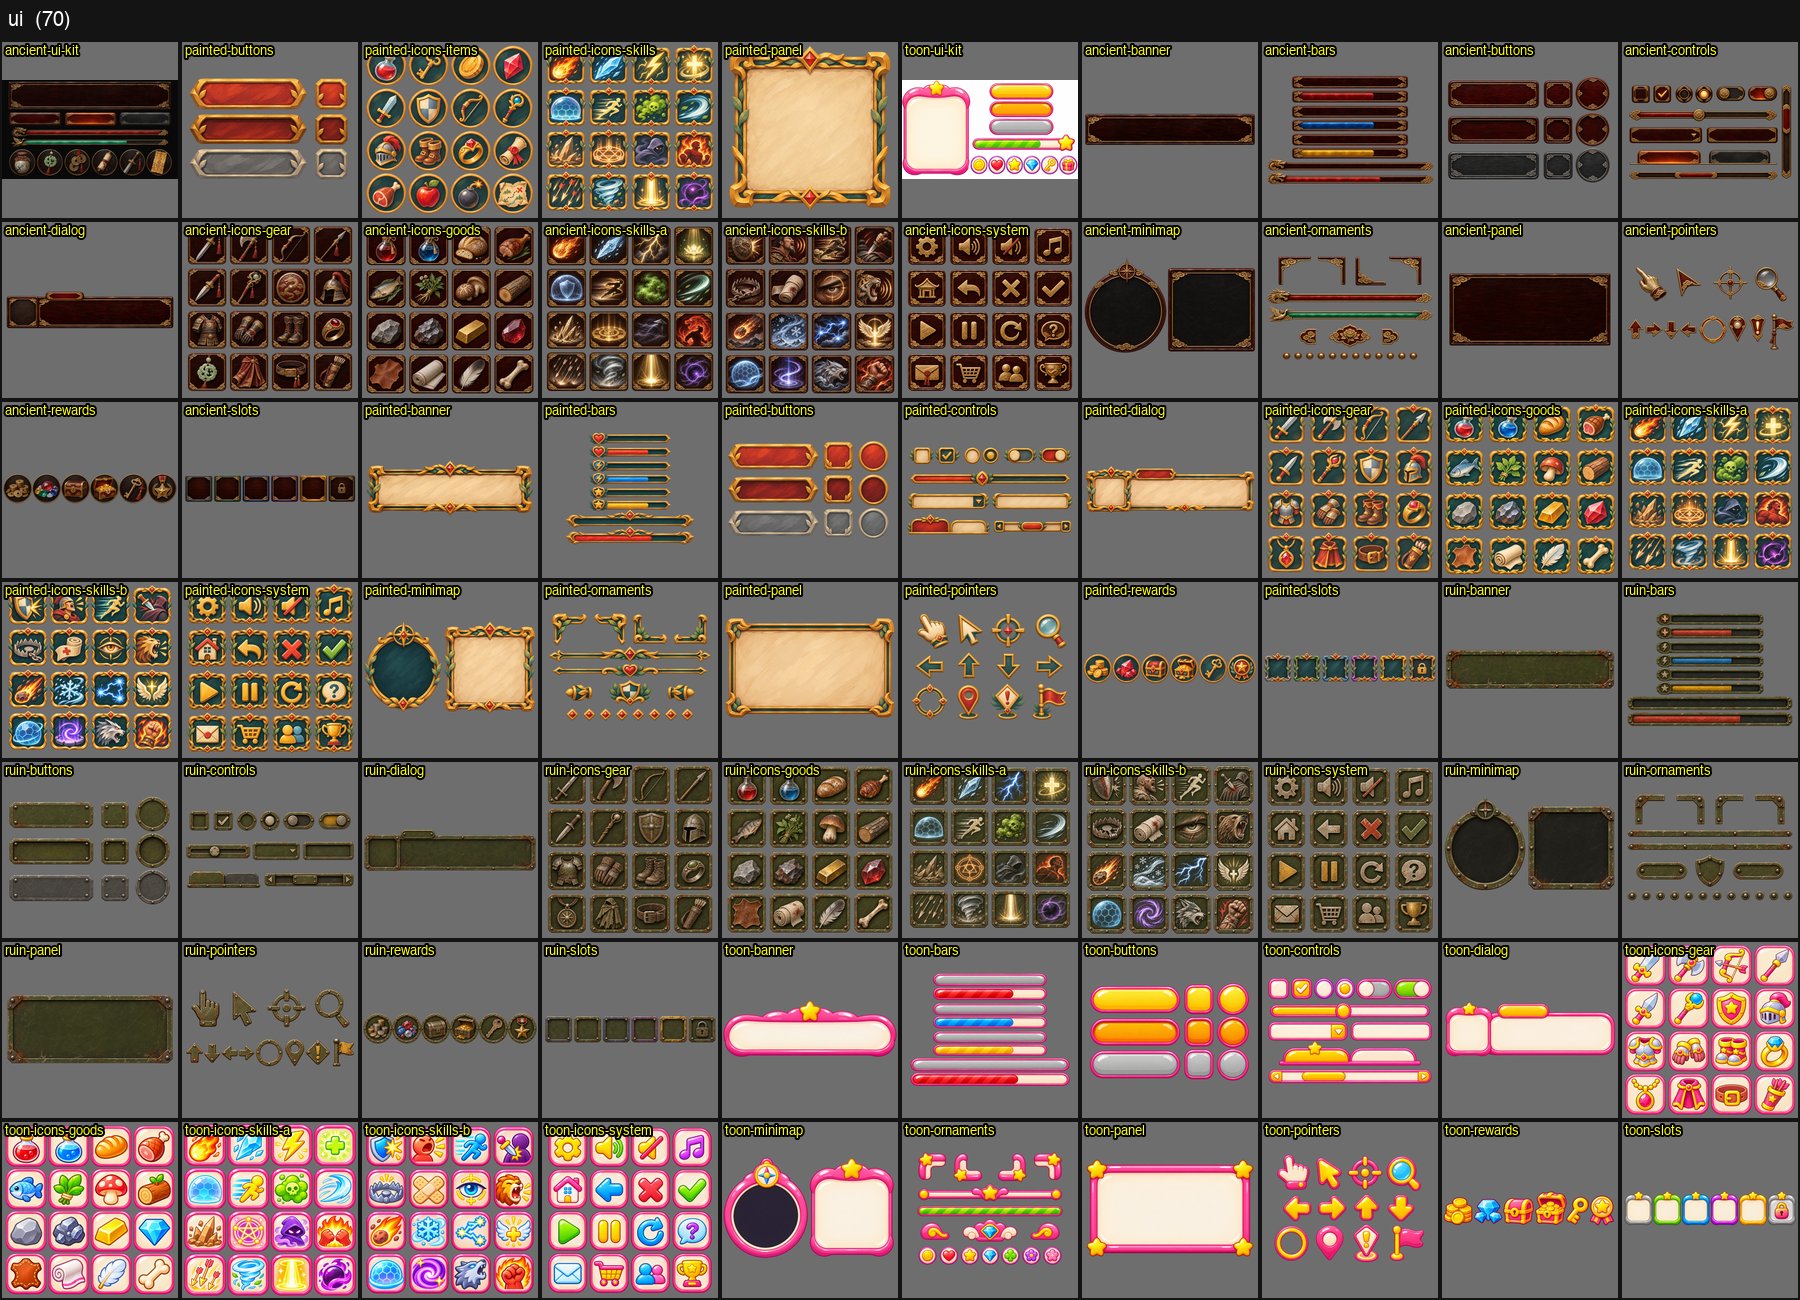 ui (70)
ancient-ui-kit
painted-buttons
painted-icons-items
painted-icons-skills
painted-panel
toon-ui-kit
ancient-banner
ancient-bars
ancient-buttons
ancient-controls
ancient-dialog
ancient-icons-gear
ancient-icons-goods
ancient-icons-skills-a
ancient-icons-skills-b
ancient-icons-system
ancient-minimap
ancient-ornaments
ancient-panel
ancient-pointers
ancient-rewards
ancient-slots
painted-banner
painted-bars
painted-buttons
painted-controls
painted-dialog
painted-icons-gear
painted-icons-goods
painted-icons-skills-a
painted-icons-skills-b
painted-icons-system
painted-minimap
painted-ornaments
painted-panel
painted-pointers
painted-rewards
painted-slots
ruin-banner
ruin-bars
ruin-buttons
ruin-controls
ruin-dialog
ruin-icons-gear
ruin-icons-goods
ruin-icons-skills-a
ruin-icons-skills-b
ruin-icons-system
ruin-minimap
ruin-ornaments
ruin-panel
ruin-pointers
ruin-rewards
ruin-slots
toon-banner
toon-bars
toon-buttons
toon-controls
toon-dialog
toon-icons-gear
toon-icons-goods
toon-icons-skills-a
toon-icons-skills-b
toon-icons-system
toon-minimap
toon-ornaments
toon-panel
toon-pointers
toon-rewards
toon-slots